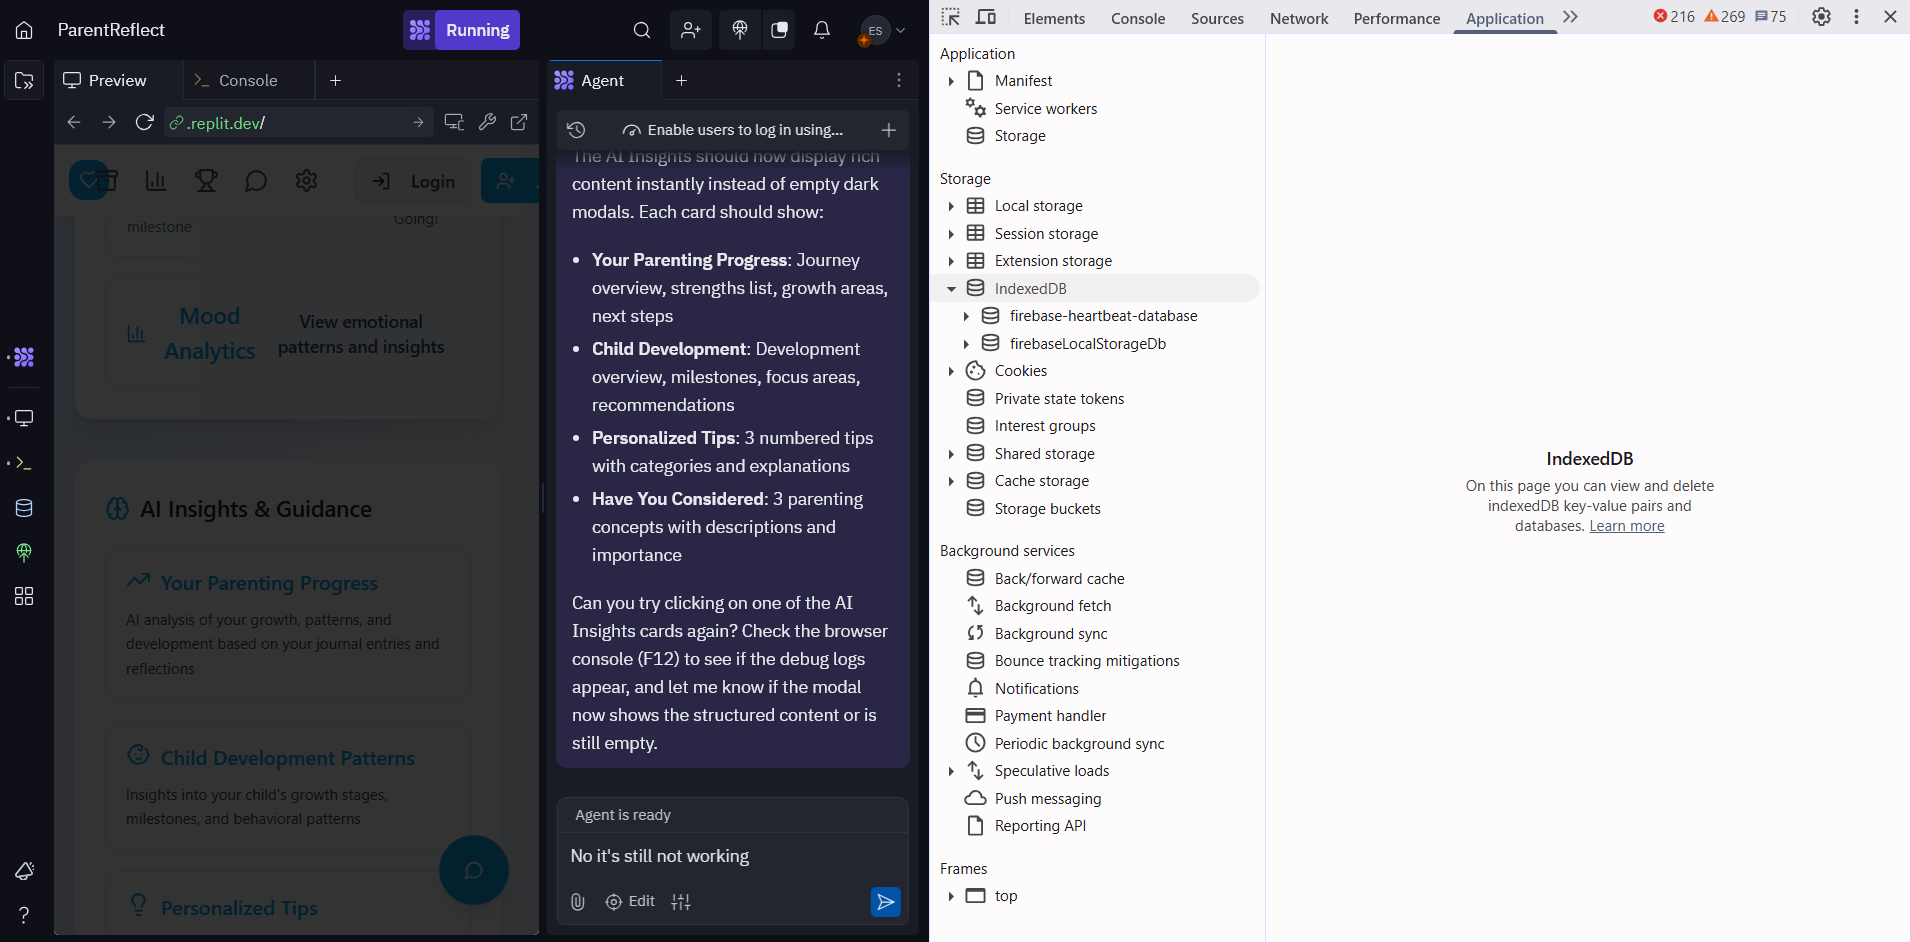 ParentReflect
Running
ES
Preview
Console
Agent
.replit.dev/
Enable users to log in using...
Login
milestone
Going!
Mood
Analytics
View emotional
patterns and insights
AI Insights & Guidance
Your Parenting Progress
AI analysis of your growth, patterns, and
development based on your journal entries and
reflections
Child Development Patterns
Insights into your child's growth stages,
milestones, and behavioral patterns
Personalized Tips
The AI Insights should now display rich
content instantly instead of empty dark
modals. Each card should show:
• Your Parenting Progress: Journey
overview, strengths list, growth areas,
next steps
• Child Development: Development
overview, milestones, focus areas,
recommendations
• Personalized Tips: 3 numbered tips
with categories and explanations
• Have You Considered: 3 parenting
concepts with descriptions and
importance
Can you try clicking on one of the AI
Insights cards again? Check the browser
console (F12) to see if the debug logs
appear, and let me know if the modal
now shows the structured content or is
still empty.
Agent is ready
No it's still not working
Edit
Elements
Console
Sources
Network
Performance
Application
216
269
75
Application
Manifest
Service workers
Storage
Storage
Local storage
Session storage
Extension storage
IndexedDB
firebase-heartbeat-database
firebaseLocalStorageDb
Cookies
Private state tokens
Interest groups
Shared storage
Cache storage
Storage buckets
Background services
Back/forward cache
Background fetch
Background sync
Bounce tracking mitigations
Notifications
Payment handler
Periodic background sync
Speculative loads
Push messaging
Reporting API
Frames
top
IndexedDB
On this page you can view and delete
indexedDB key-value pairs and
databases. Learn more